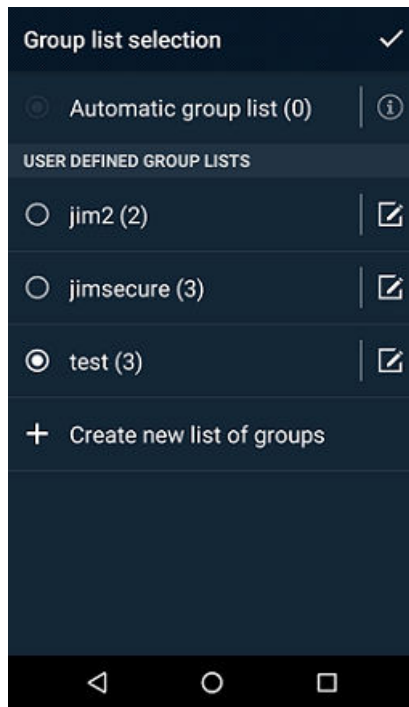 Group list selection
Automatic group list (0)
USER DEFINED GROUP LISTS
jim2 (2)
jimsecure (3)
test (3)
Create new list of groups